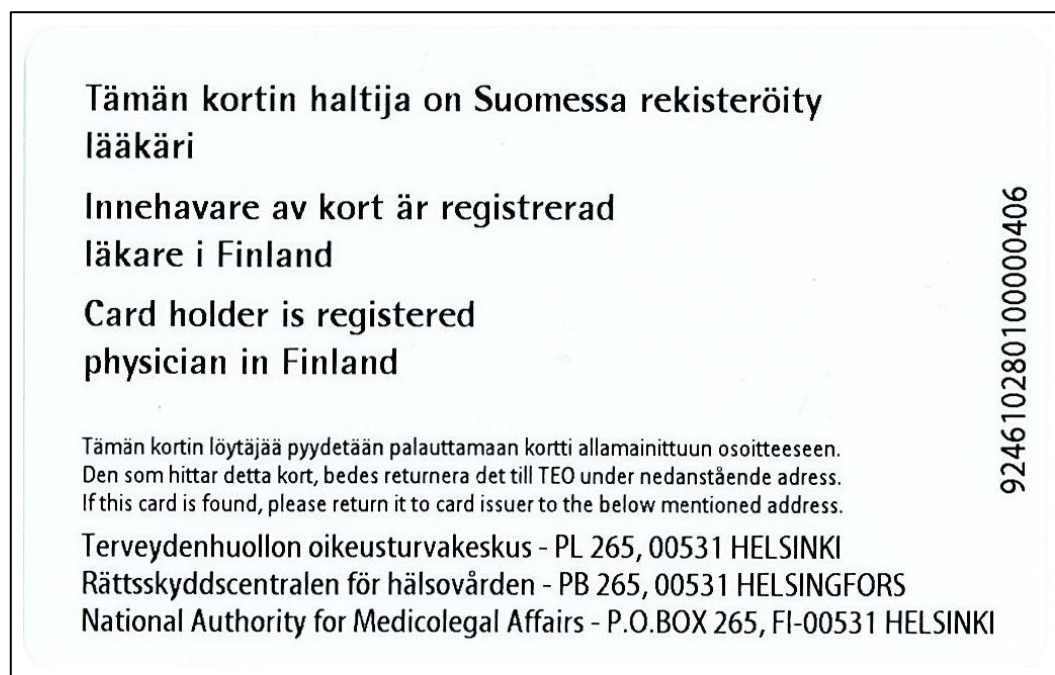 Tämän kortin haltija on Suomessa rekisteröity
lääkäri
Innehavare av kort är registrerad
läkare i Finland
Card holder is registered
physician in Finland
Tämän kortin löytäjää pyydetään palauttamaan kortti allamainittuun osoitteeseen.
Den som hittar detta kort, bedes returnera det till TEO under nedanstående adress.
If this card is found, please return it to card issuer to the below mentioned address.
Terveydenhuollon oikeusturvakeskus - PL 265, 00531 HELSINKI
Rättsskyddscentralen för hälsovården - PB 265, 00531 HELSINGFORS
National Authority for Medicolegal Affairs - P.O.BOX 265, FI-00531 HELSINKI
924610280100000406